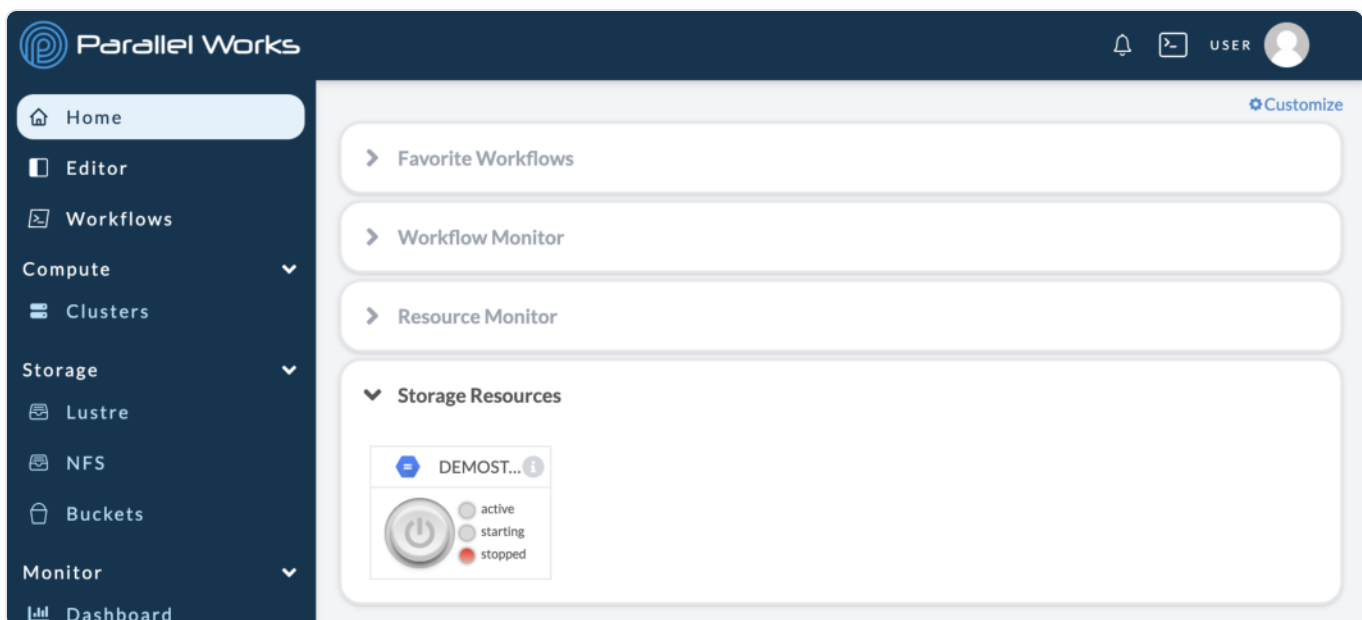 Parallel Works
USER
Home
Editor
Workflows
Compute
Clusters
Storage
Lustre
NFS
Buckets
Monitor
Dashboard
Customize
Favorite Workflows
Workflow Monitor
Resource Monitor
Storage Resources
DEMOST...
active
starting
stopped